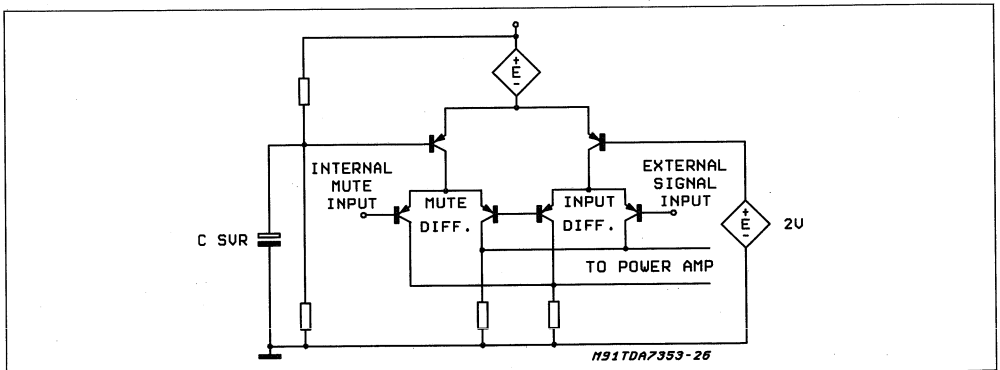 +
E
-
INTERNAL
MUTE
INPUT
MUTE
DIFF.
INPUT
DIFF.
EXTERNAL
SIGNAL
INPUT
+
E
-
2V
C SVR
TO POWER AMP
M91TDA7353-26